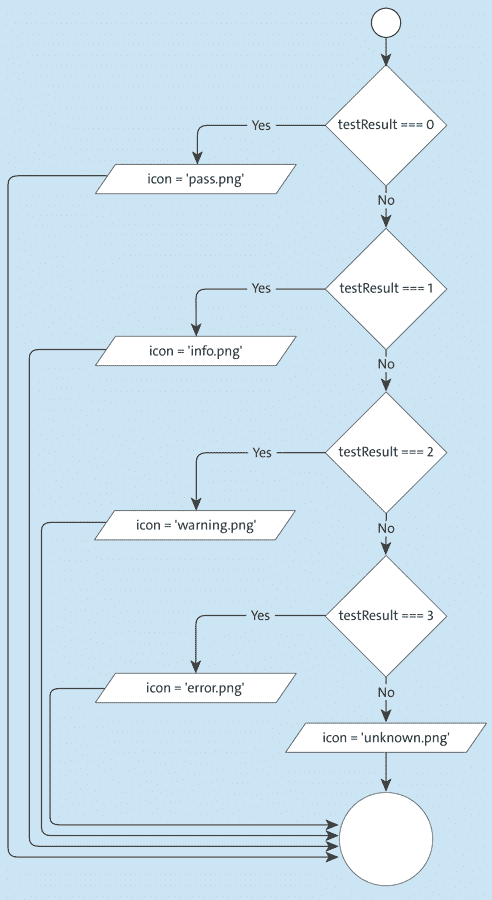 testResult === 0
Yes
icon = 'pass.png'
No
testResult === 1
Yes
icon = 'info.png'
No
testResult === 2
Yes
icon = 'warning.png'
No
testResult === 3
Yes
icon = 'error.png'
No
icon = 'unknown.png'